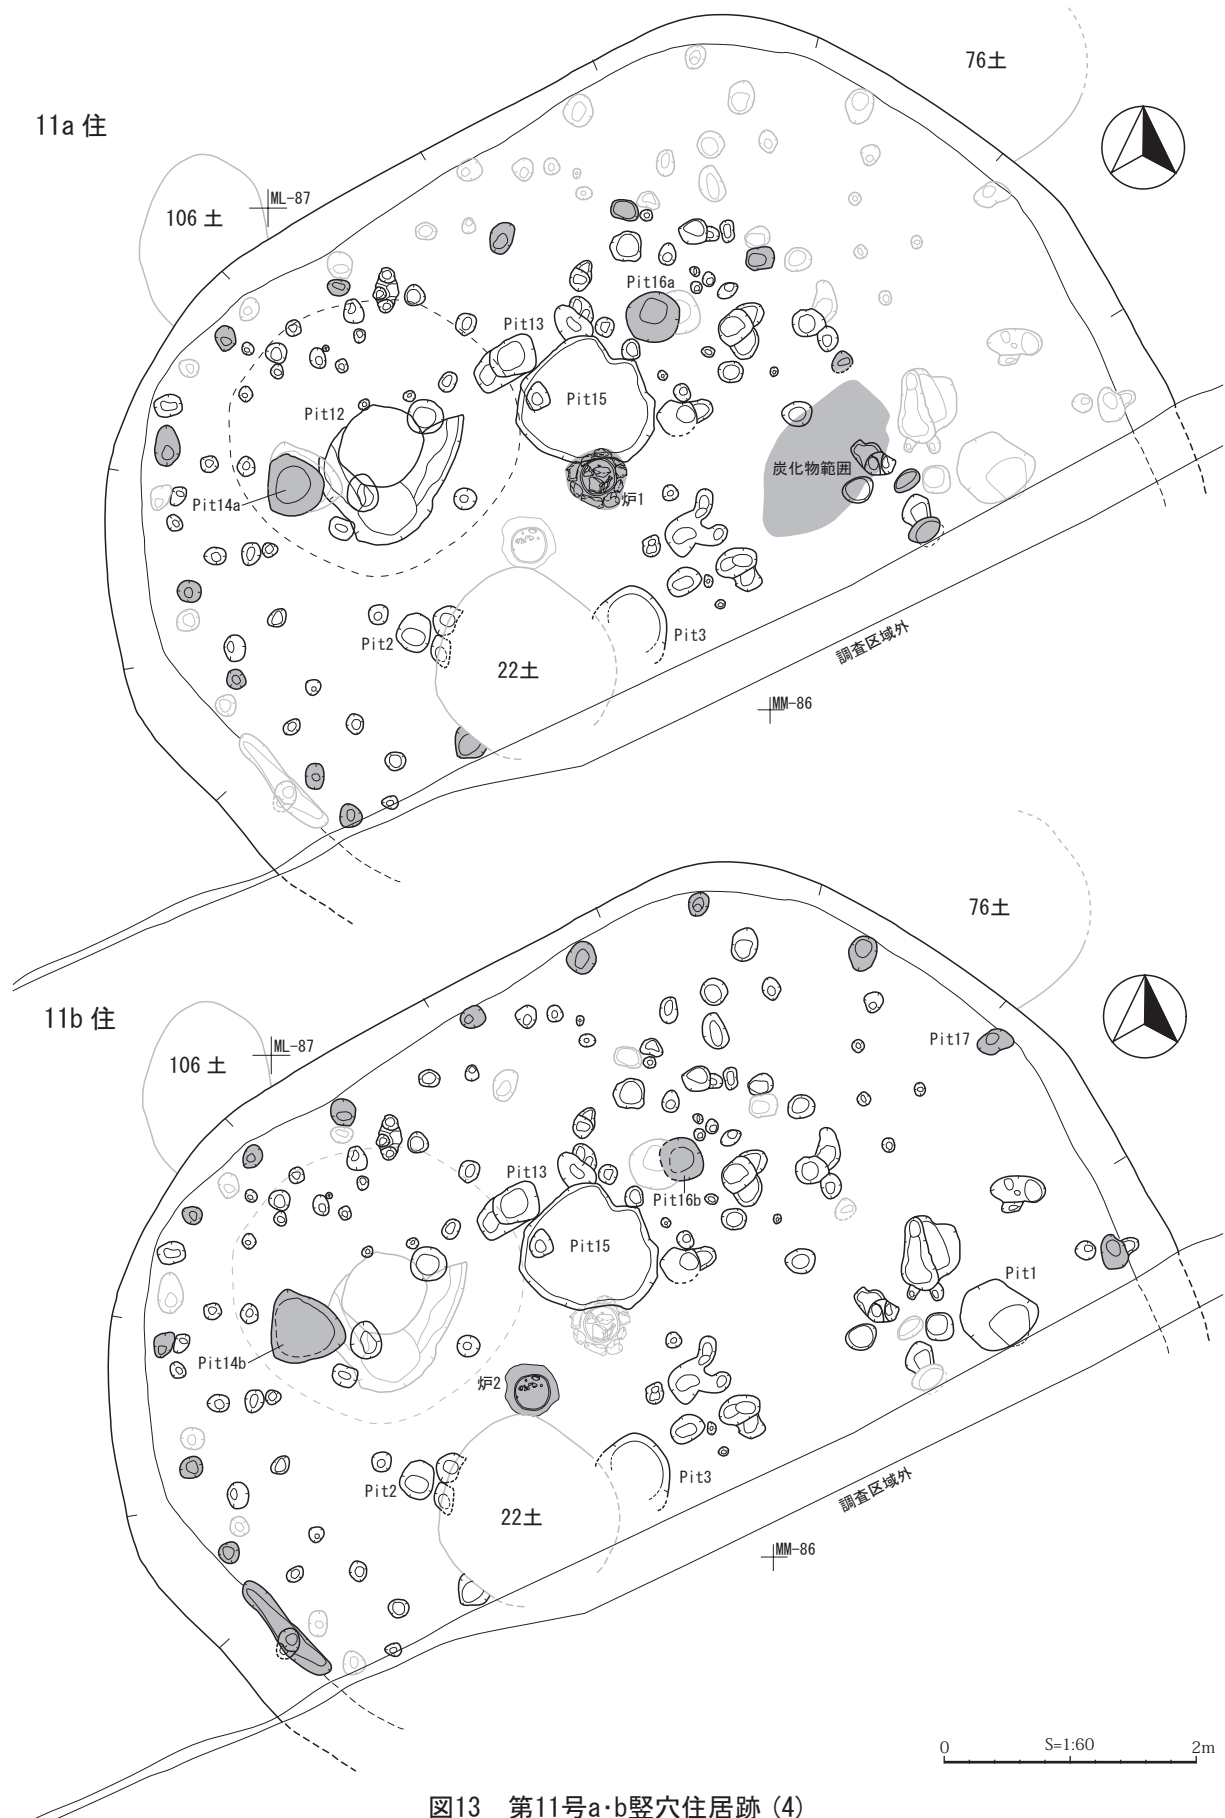 76土
11a 住
ML-87
106 土
Pit16a
Pit13
Pit15
Pit12
炭化物範囲
炉1
Pit14a
Pit2
Pit3
22土
調査区域外
MM-86
76土
11b 住
ML-87
106 土
Pit17
Pit13
Pit16b
Pit15
Pit1
Pit14b
炉2
Pit2
Pit3
22土
調査区域外
MM-86
0 S=1:60 2m
図13 第11号a・b竪穴住居跡 (4)